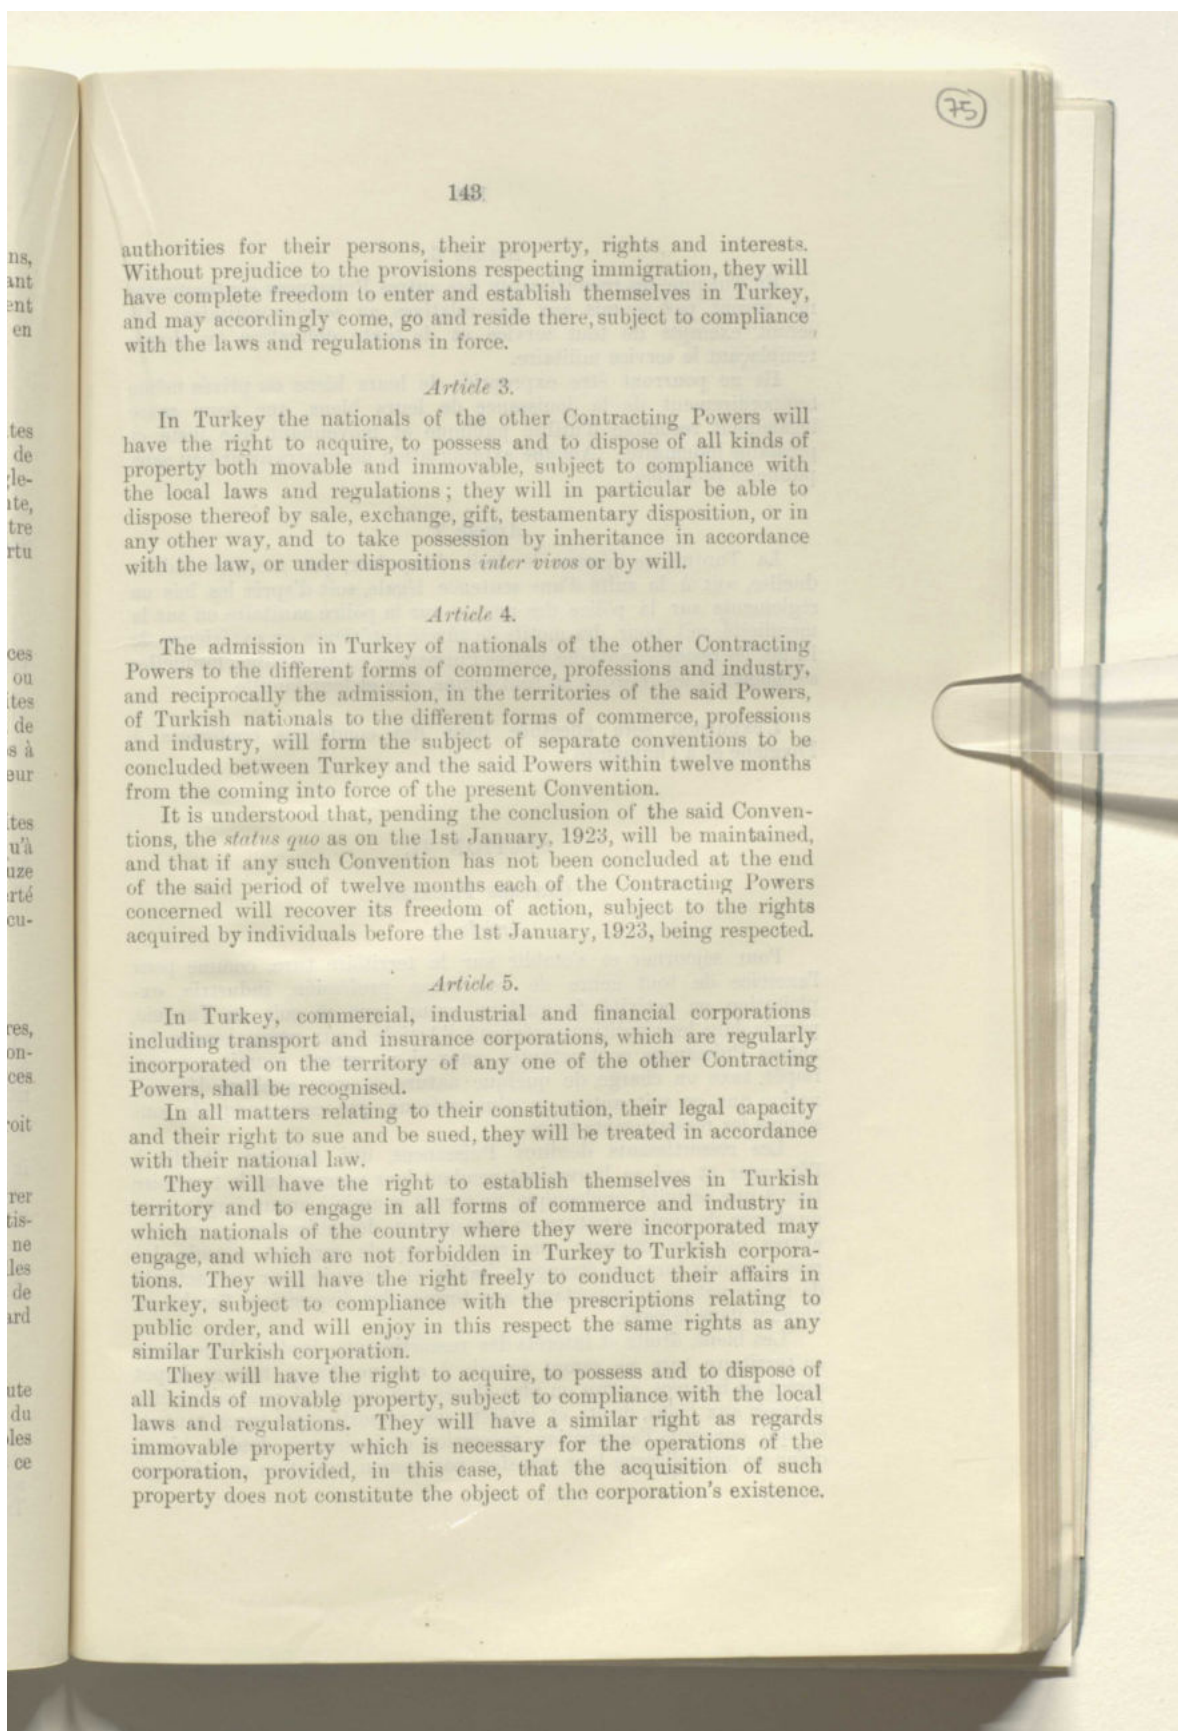 75
143
authorities for their persons, their property, rights and interests.
Without prejudice to the provisions respecting immigration, they will
have complete freedom to enter and establish themselves in Turkey,
and may accordingly come, go and reside there, subject to compliance
with the laws and regulations in force.
Article 3.
In Turkey the nationals of the other Contracting Powers will
have the right to acquire, to possess and to dispose of all kinds of
property both movable and immovable, subject to compliance with
the local laws and regulations; they will in particular be able to
dispose thereof by sale, exchange, gift, testamentary disposition, or in
any other way, and to take possession by inheritance in accordance
with the law, or under dispositions inter vivos or by will.
Article 4.
The admission in Turkey of nationals of the other Contracting
Powers to the different forms of commerce, professions and industry,
and reciprocally the admission, in the territories of the said Powers,
of Turkish nationals to the different forms of commerce, professions
and industry, will form the subject of separate conventions to be
concluded between Turkey and the said Powers within twelve months
from the coming into force of the present Convention.
It is understood that, pending the conclusion of the said Conven-
tions, the status quo as on the 1st January, 1923, will be maintained,
and that if any such Convention has not been concluded at the end
of the said period of twelve months each of the Contracting Powers
concerned will recover its freedom of action, subject to the rights
acquired by individuals before the 1st January, 1923, being respected.
Article 5.
In Turkey, commercial, industrial and financial corporations
including transport and insurance corporations, which are regularly
incorporated on the territory of any one of the other Contracting
Powers, shall be recognised.
In all matters relating to their constitution, their legal capacity
and their right to sue and be sued, they will be treated in accordance
with their national law.
They will have the right to establish themselves in Turkish
territory and to engage in all forms of commerce and industry in
which nationals of the country where they were incorporated may
engage, and which are not forbidden in Turkey to Turkish corpora-
tions. They will have the right freely to conduct their affairs in
Turkey, subject to compliance with the prescriptions relating to
public order, and will enjoy in this respect the same rights as any
similar Turkish corporation.
They will have the right to acquire, to possess and to dispose of
all kinds of movable property, subject to compliance with the local
laws and regulations. They will have a similar right as regards
immovable property which is necessary for the operations of the
corporation, provided, in this case, that the acquisition of such
property does not constitute the object of the corporation's existence.